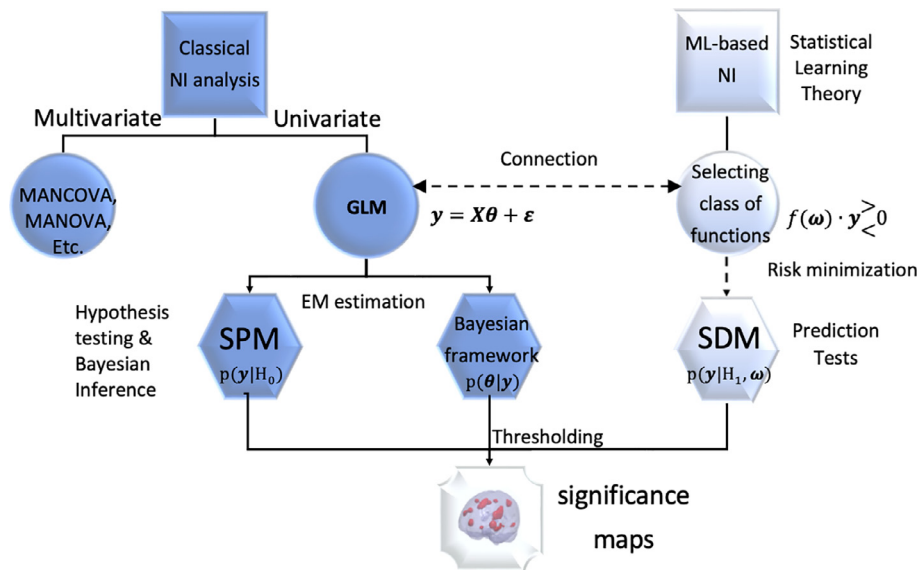 Classical
NI analysis
ML-based
NI
Statistical
Learning
Theory
Multivariate
Univariate
MANCOVA,
MANOVA,
Etc.
GLM
Connection
y = Xθ + ε
Selecting
class of
functions
f(ω) · y ><0
Risk minimization
EM estimation
Hypothesis
testing &
Bayesian
Inference
SPM
p(y|H₀)
Bayesian
framework
p(θ|y)
SDM
p(y|H₁, ω)
Prediction
Tests
Thresholding
significance
maps